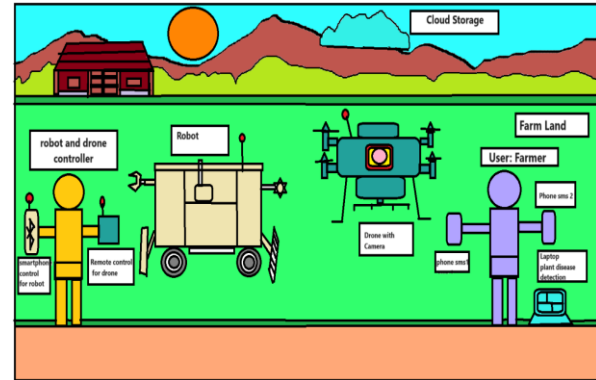 Cloud Storage
Farm Land
robot and drone
controller
Robot
User: Farmer
Phone sms 2
Drone with
Camera
smartphon
control
for robot
Remote control
for drone
phone sms1
Laptop
plant disease
detection